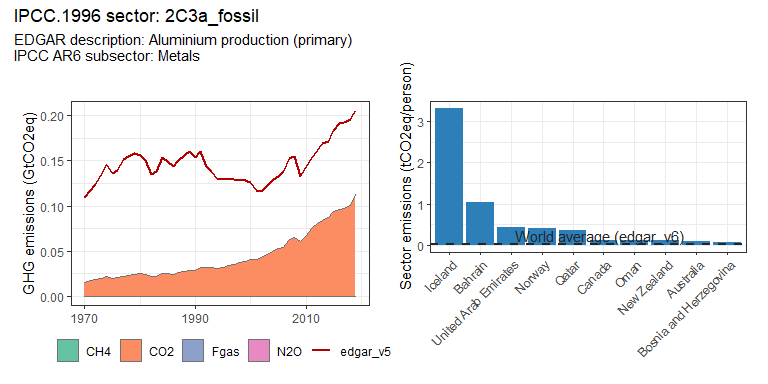 IPCC.1996 sector: 2C3a_fossil
EDGAR description: Aluminium production (primary)
IPCC AR6 subsector: Metals
GHG emissions (GtCO2eq)
0.20
0.15
0.10
0.05
0.00
1970
1990
2010
CH4
CO2
Fgas
N2O
edgar_v5
Sector emissions (tCO2eq/person)
3
2
1
0
World average (edgar_v6)
Iceland
Bahrain
United Arab Emirates
Norway
Qatar
Canada
Oman
New Zealand
Australia
Bosnia and Herzegovina